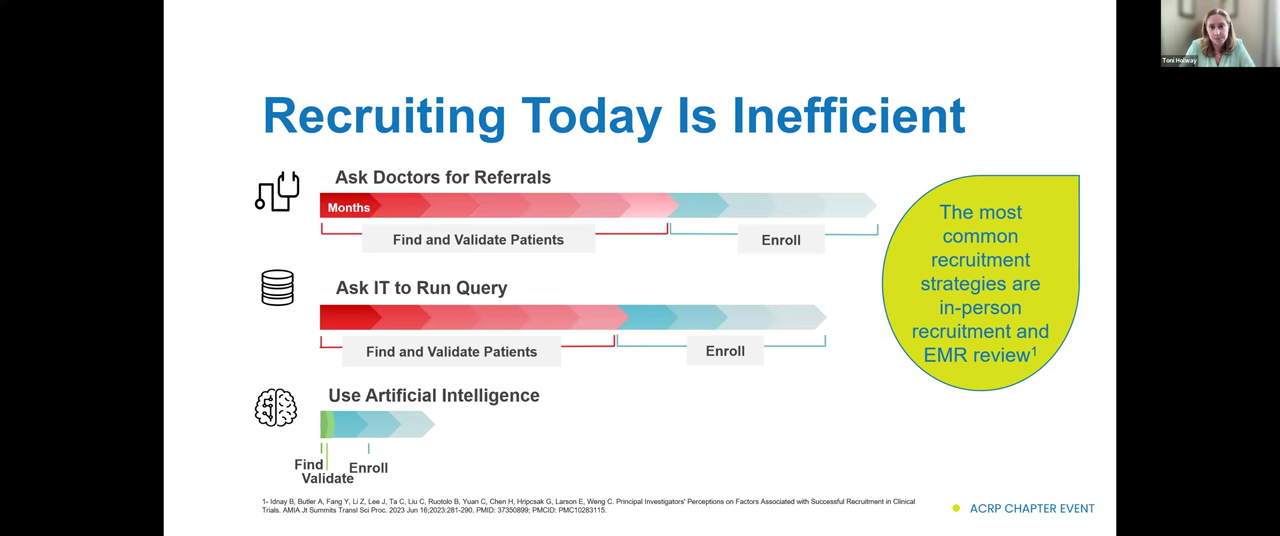 Toni Holway
Recruiting Today Is Inefficient
Ask Doctors for Referrals
Months
Find and Validate Patients
Enroll
Ask IT to Run Query
Find and Validate Patients
Enroll
Use Artificial Intelligence
Find
Validate
Enroll
The most
common
recruitment
strategies are
in-person
recruitment and
EMR review¹
1- Idnay B, Butler A, Fang Y, Li Z, Lee J, Ta C, Liu C, Ruotolo B, Yuan C, Chen H, Hripcsak G, Larson E, Weng C. Principal Investigators' Perceptions on Factors Associated with Successful Recruitment in Clinical
Trials. AMIA Jt Summits Transl Sci Proc. 2023 Jun 16;2023:281-290. PMID: 37350899; PMCID: PMC10283115.
ACRP CHAPTER EVENT